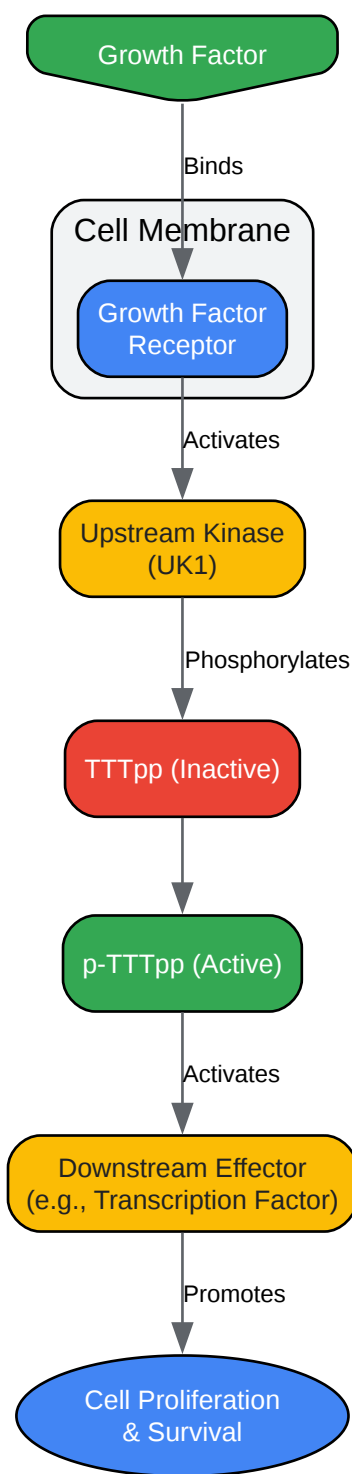 Growth Factor
Binds
Cell Membrane
Growth Factor
Receptor
Activates
Upstream Kinase
(UK1)
Phosphorylates
TTTpp (Inactive)
p-TTTpp (Active)
Activates
Downstream Effector
(e.g., Transcription Factor)
Promotes
Cell Proliferation
& Survival